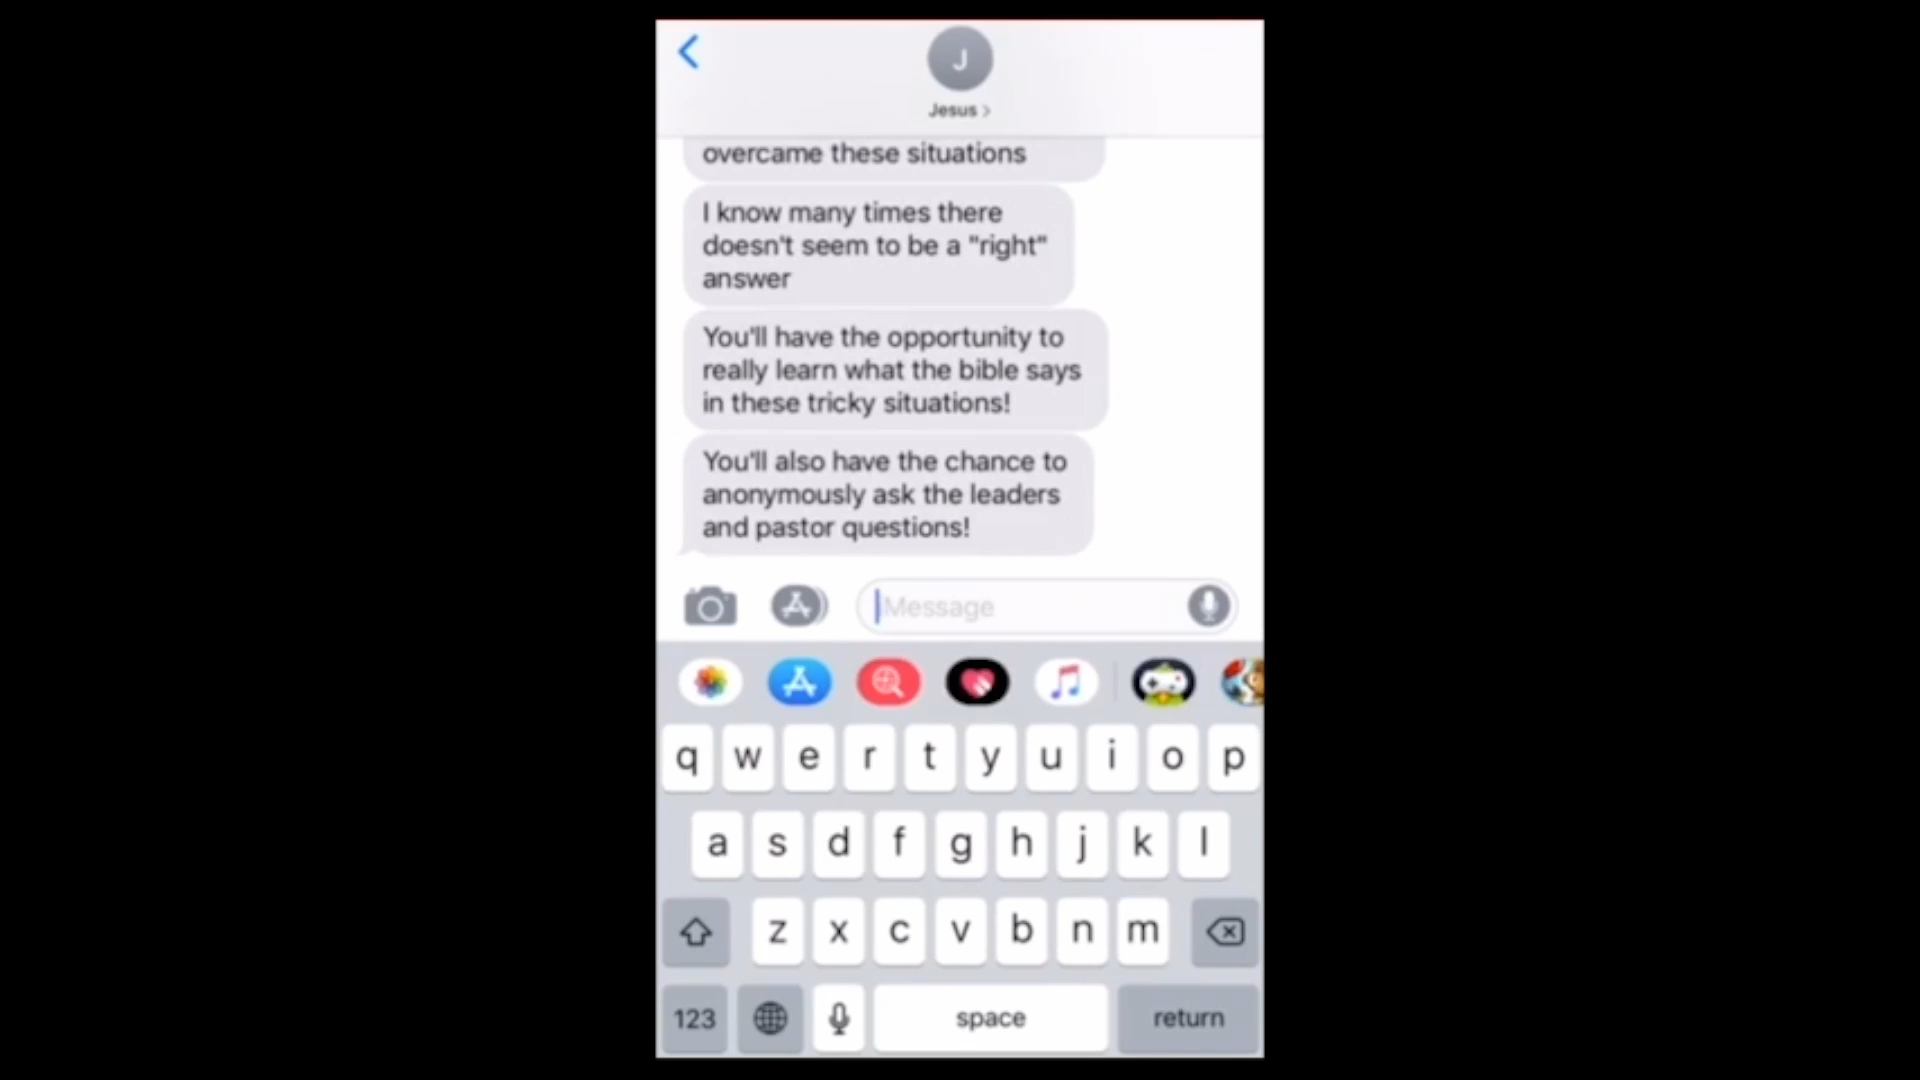 J
Jesus >
overcame these situations
I know many times there
doesn't seem to be a "right"
answer
You'll have the opportunity to
really learn what the bible says
in these tricky situations!
You'll also have the chance to
anonymously ask the leaders
and pastor questions!
Message
q w e r t y u i o p
a s d f g h j k l
z x c v b n m
123 space return